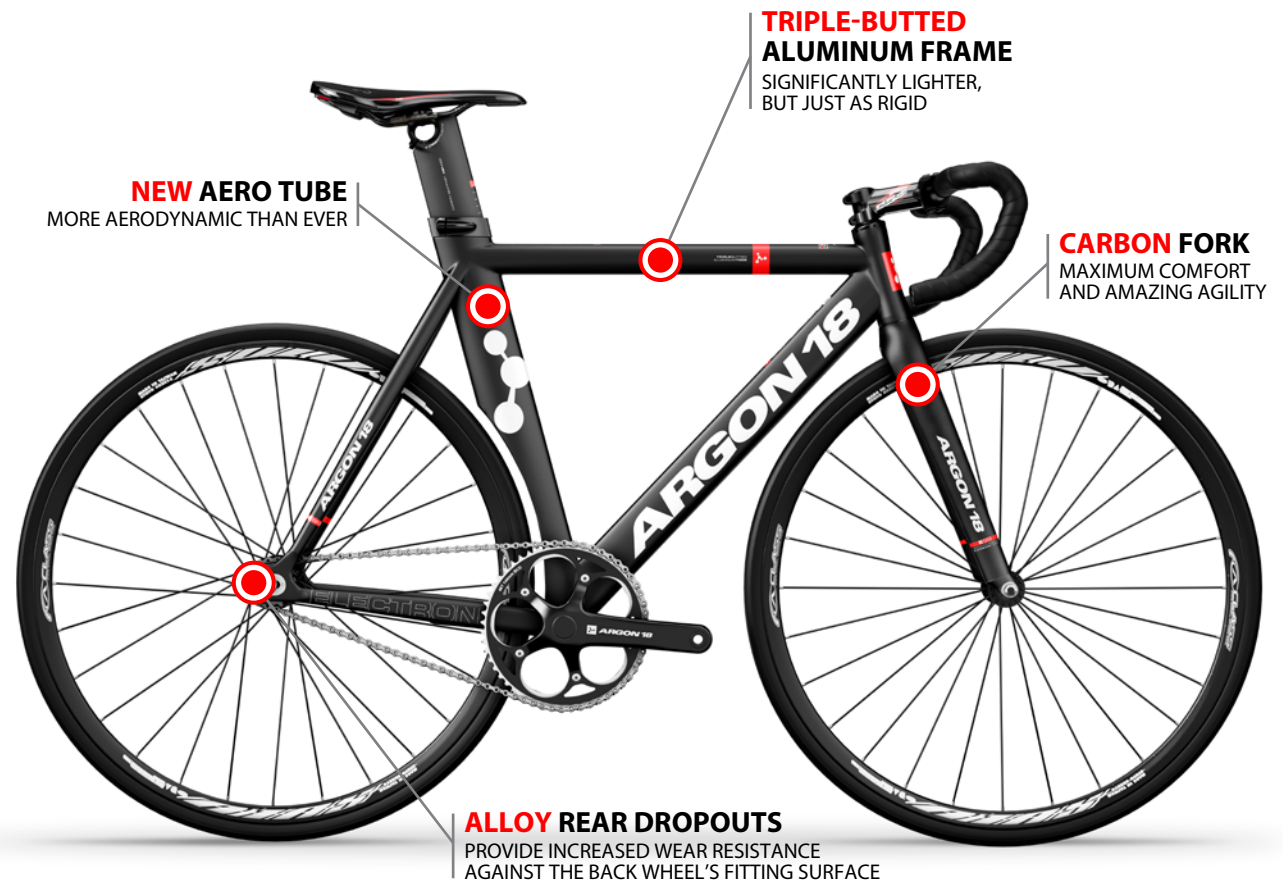 TRIPLE-BUTTED
ALUMINUM FRAME
SIGNIFICANTLY LIGHTER,
BUT JUST AS RIGID
NEW AERO TUBE
MORE AERODYNAMIC THAN EVER
CARBON FORK
MAXIMUM COMFORT
AND AMAZING AGILITY
ARGON 18
ARGON 18
ARGON 18
ELECTRON
ARGON 18
A-CLASS
A-CLASS
ALLOY REAR DROPOUTS
PROVIDE INCREASED WEAR RESISTANCE
AGAINST THE BACK WHEEL'S FITTING SURFACE